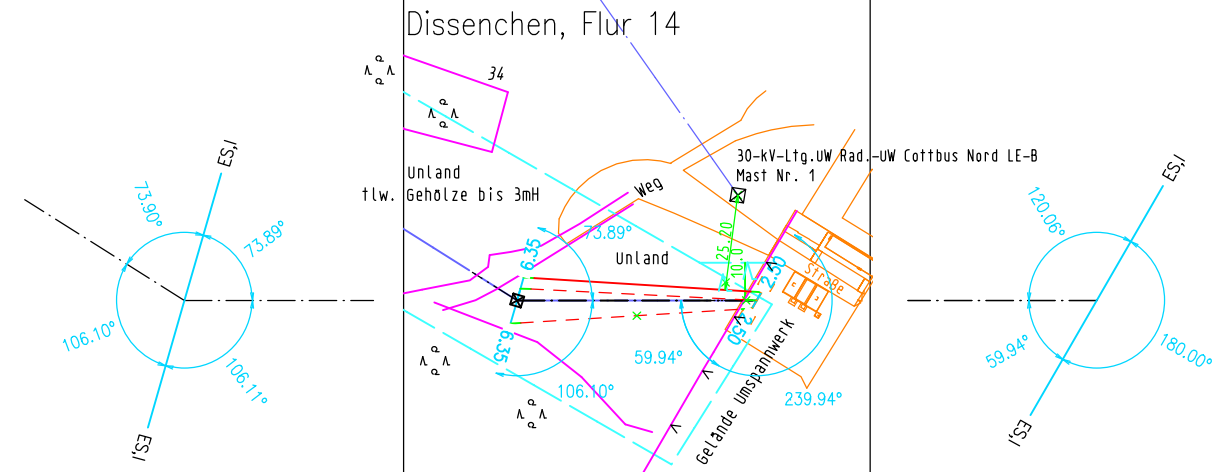 Dissenchen, Flur 14
34
30-kV-Ltg.UW Rad.-UW Cottbus Nord LE-B
Mast Nr. 1
Unland
tlw. Gehölze bis 3mH
Weg
Unland
Straße
Gelände Umspannwerk
ES,I
73.90°
73.89°
106.10°
106.11°
ES,I
6.35
73.89°
25.20
10.0
2.50
2.50
6.35
59.94°
106.10°
239.94°
ES,I
120.06°
59.94°
180.00°
ES,I